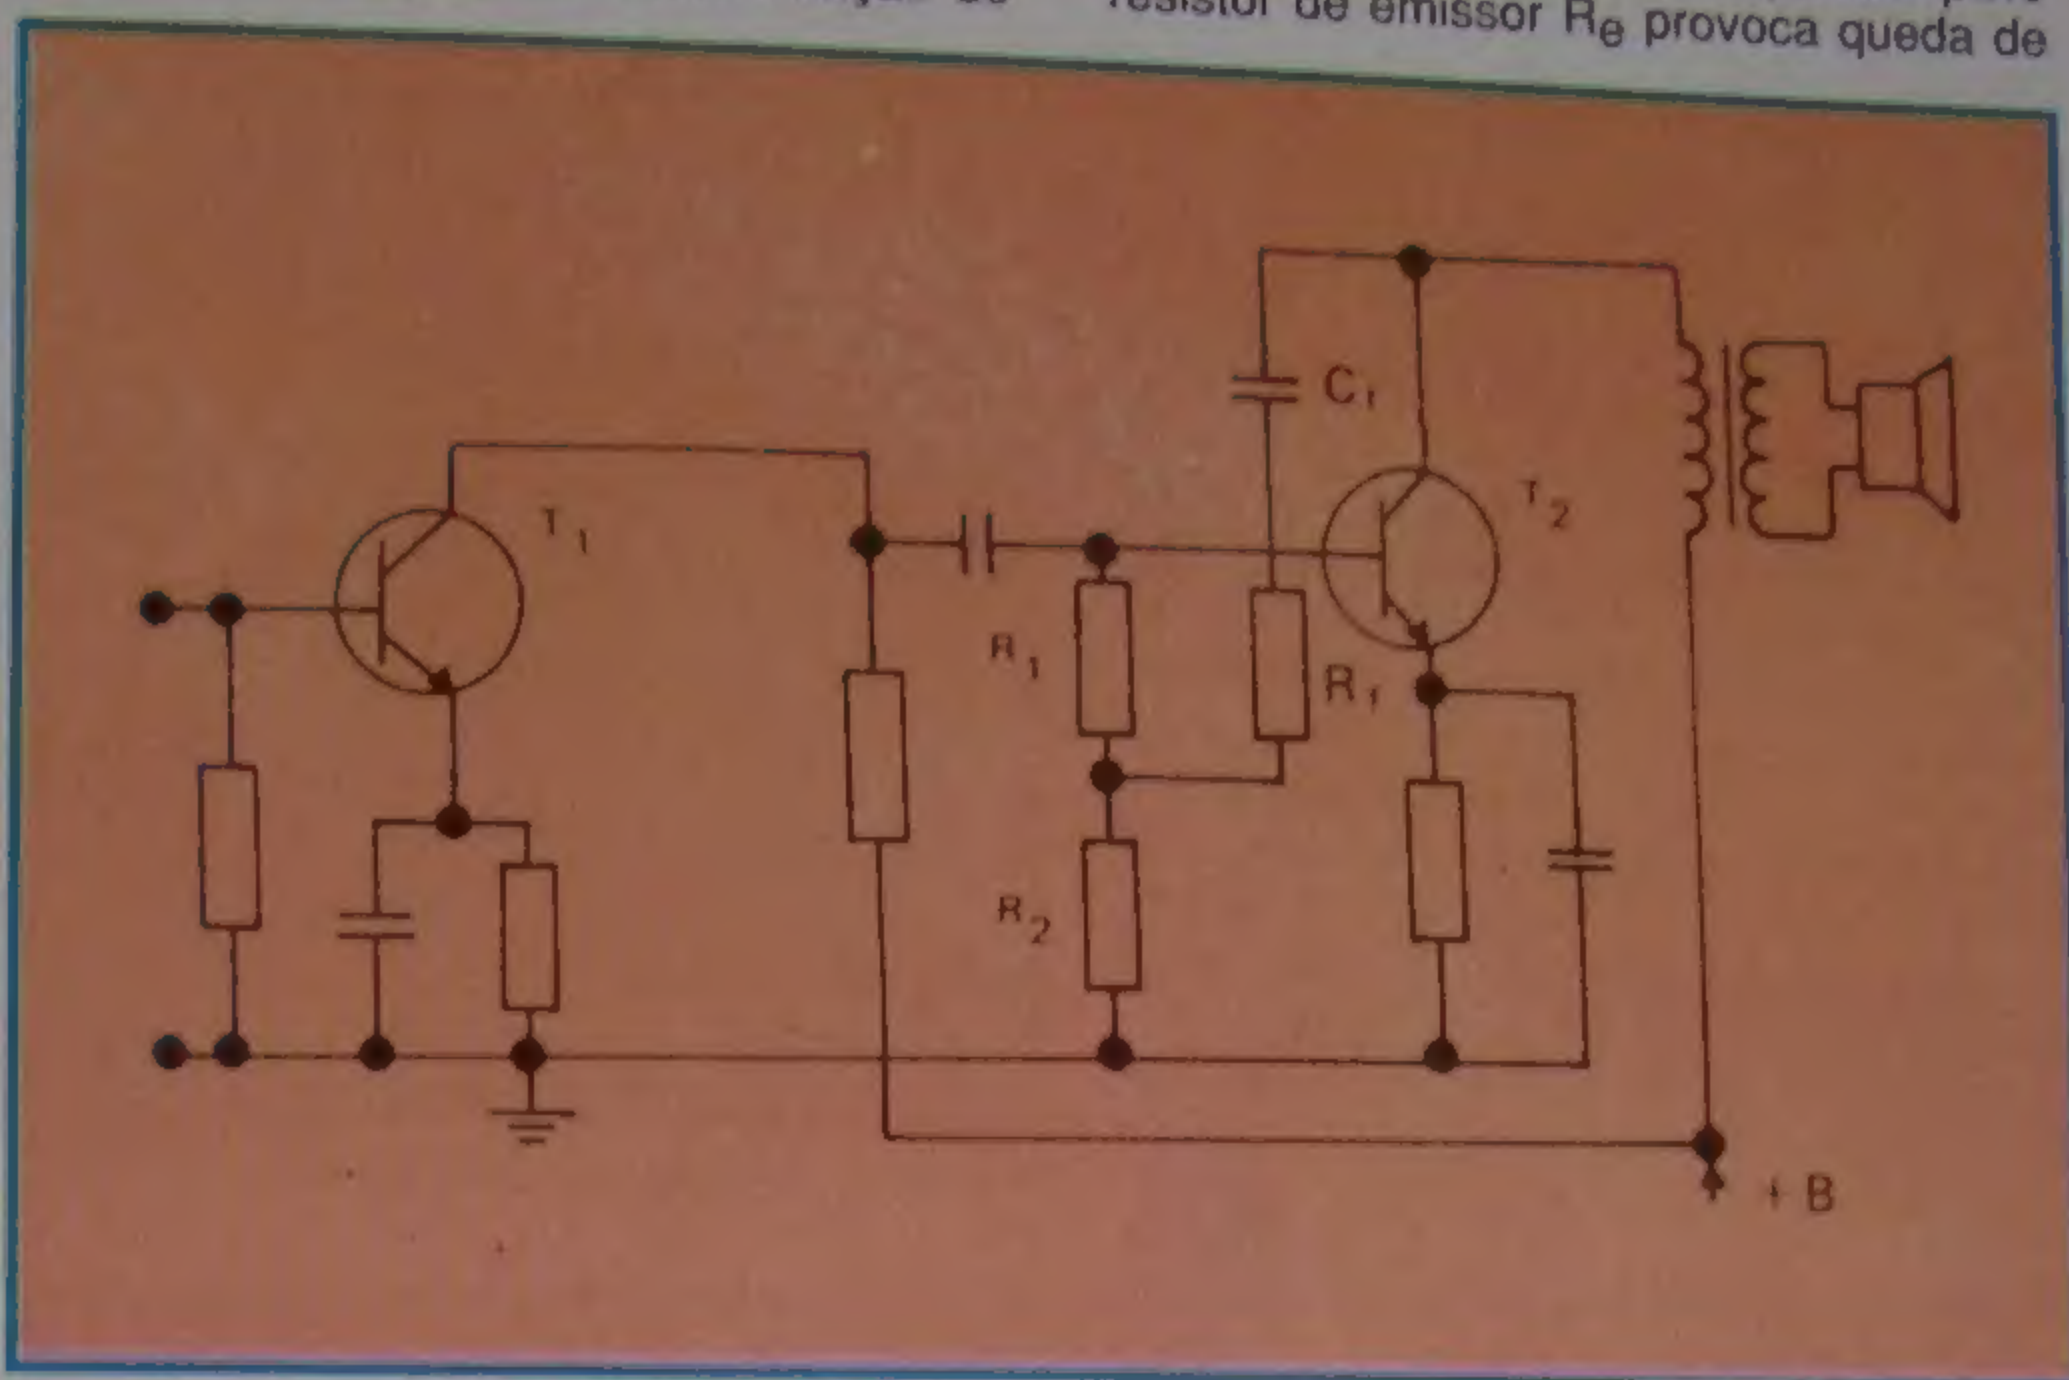 resistor de emissor Re provoca queda de
C1
T1
T2
R1
R1
R2
+ B